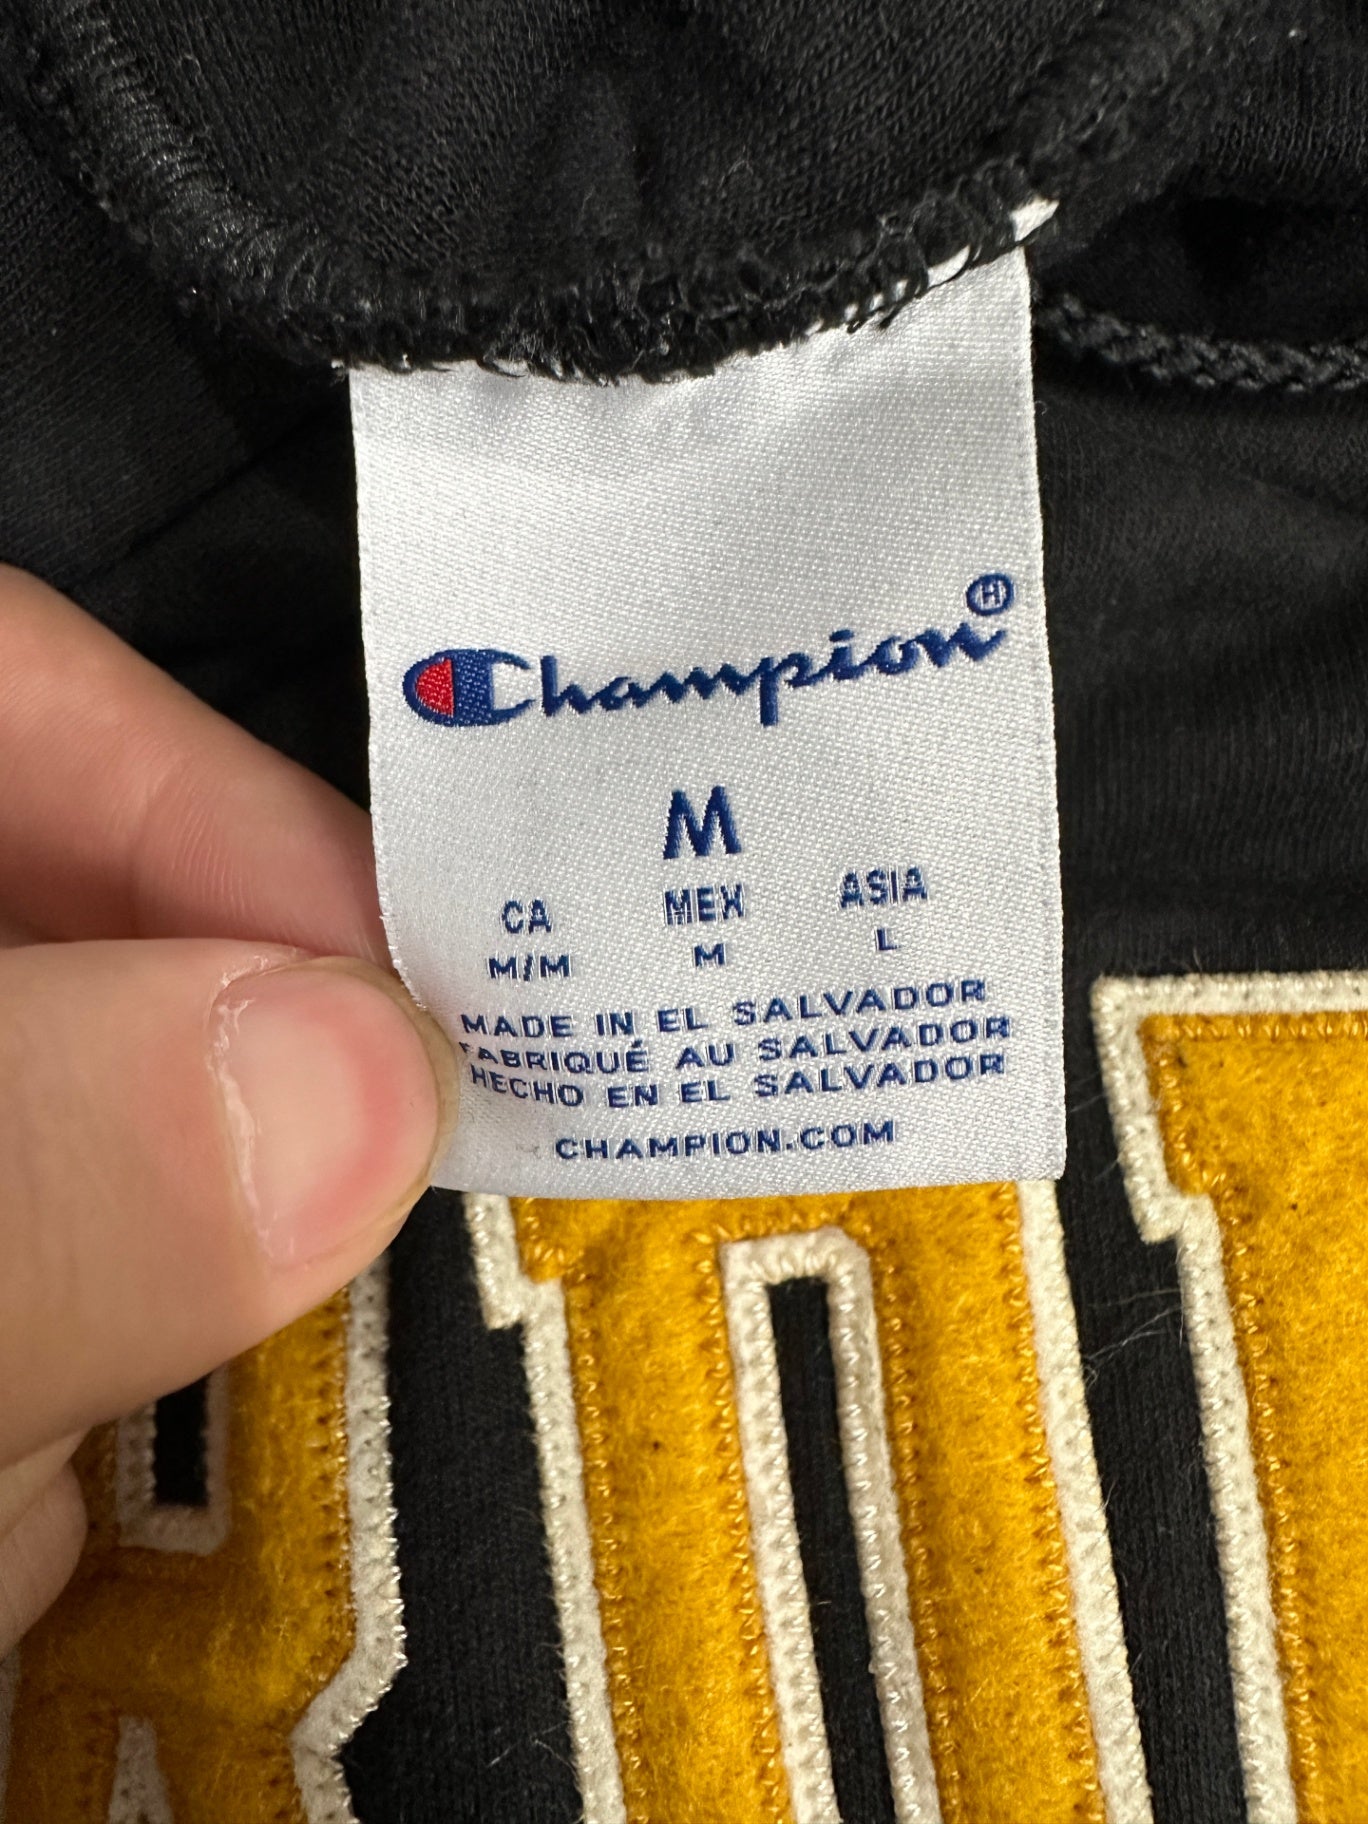 Champion®
M
CA MEX ASIA
M/M M L
MADE IN EL SALVADOR
FABRIQUÉ AU SALVADOR
HECHO EN EL SALVADOR
CHAMPION.COM